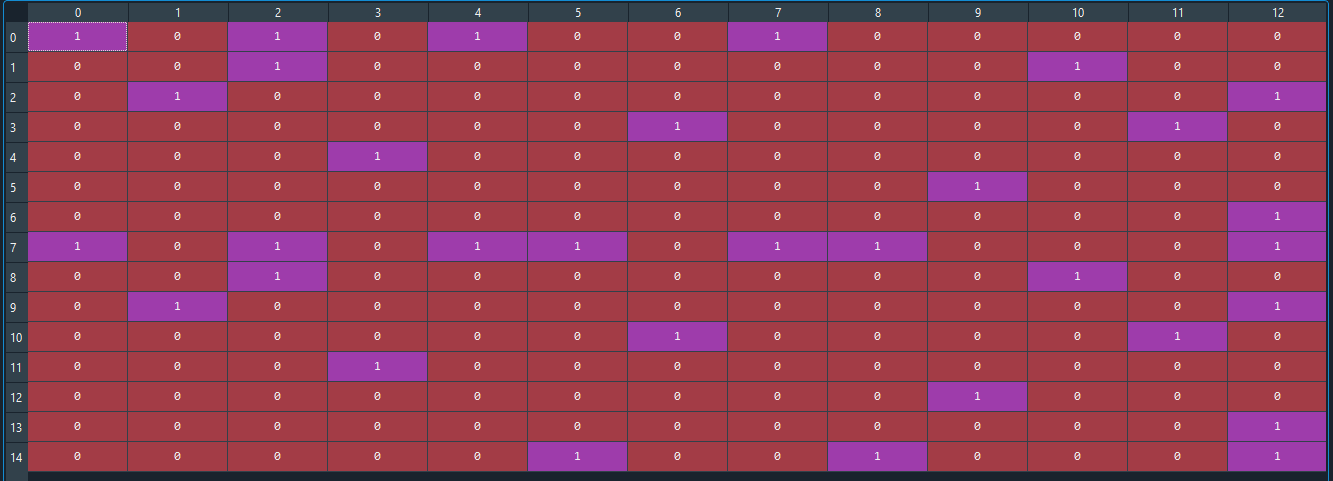 0 1 2 3 4 5 6 7 8 9 10 11 12
0 1 0 1 0 1 0 0 1 0 0 0 0 0
1 0 0 1 0 0 0 0 0 0 0 1 0 0
2 0 1 0 0 0 0 0 0 0 0 0 0 1
3 0 0 0 0 0 0 1 0 0 0 0 1 0
4 0 0 0 1 0 0 0 0 0 0 0 0 0
5 0 0 0 0 0 0 0 0 0 1 0 0 0
6 0 0 0 0 0 0 0 0 0 0 0 0 1
7 1 0 1 0 1 1 0 1 1 0 0 0 1
8 0 0 1 0 0 0 0 0 0 0 1 0 0
9 0 1 0 0 0 0 0 0 0 0 0 0 1
10 0 0 0 0 0 0 1 0 0 0 0 1 0
11 0 0 0 1 0 0 0 0 0 0 0 0 0
12 0 0 0 0 0 0 0 0 0 1 0 0 0
13 0 0 0 0 0 0 0 0 0 0 0 0 1
14 0 0 0 0 0 1 0 0 1 0 0 0 1